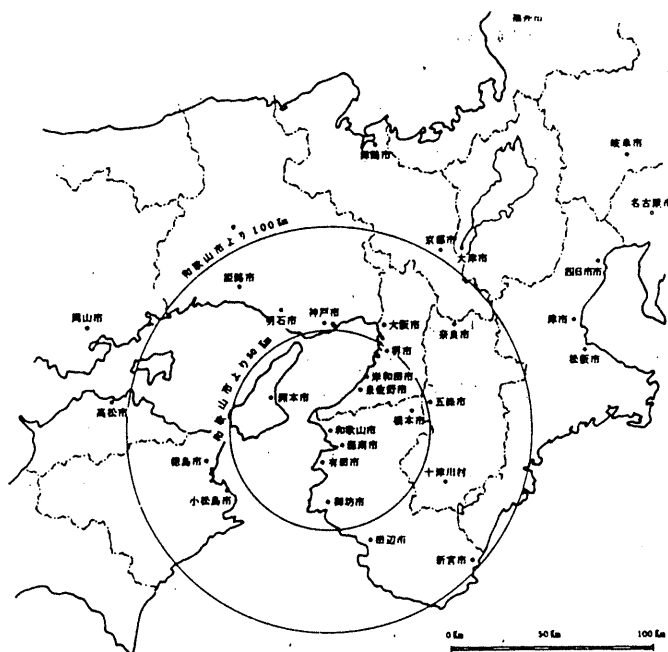 福井市
舞鶴市
岐阜市
名古屋市
和歌山市より100Km
京都市
大津市
四日市市
姫路市
岡山市
明石市
神戸市
大阪市
奈良市
津市
堺市
松阪市
和歌山市より50Km
岸和田市
泉佐野市
洲本市
五條市
橋本市
高松市
和歌山市
海南市
徳島市
有田市
十津川村
小松島市
御坊市
田辺市
新宮市
0Km
50Km
100Km